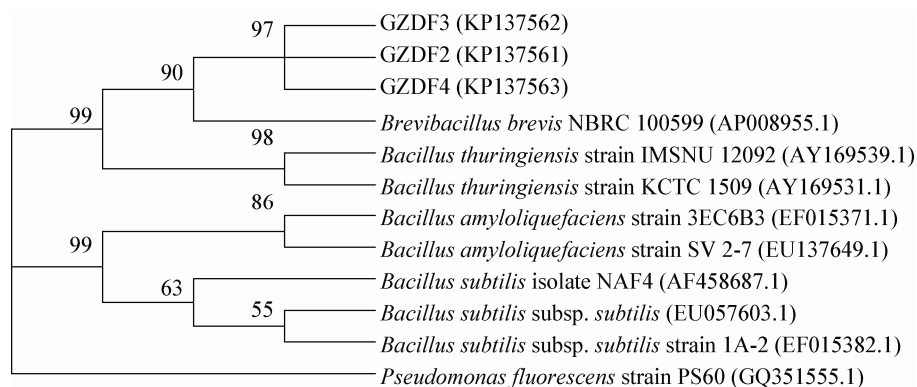 97
GZDF3 (KP137562)
90
GZDF2 (KP137561)
GZDF4 (KP137563)
99
Brevibacillus brevis NBRC 100599 (AP008955.1)
98
Bacillus thuringiensis strain IMSNU 12092 (AY169539.1)
Bacillus thuringiensis strain KCTC 1509 (AY169531.1)
86
Bacillus amyloliquefaciens strain 3EC6B3 (EF015371.1)
99
Bacillus amyloliquefaciens strain SV 2-7 (EU137649.1)
63
Bacillus subtilis isolate NAF4 (AF458687.1)
55
Bacillus subtilis subsp. subtilis (EU057603.1)
Bacillus subtilis subsp. subtilis strain 1A-2 (EF015382.1)
Pseudomonas fluorescens strain PS60 (GQ351555.1)